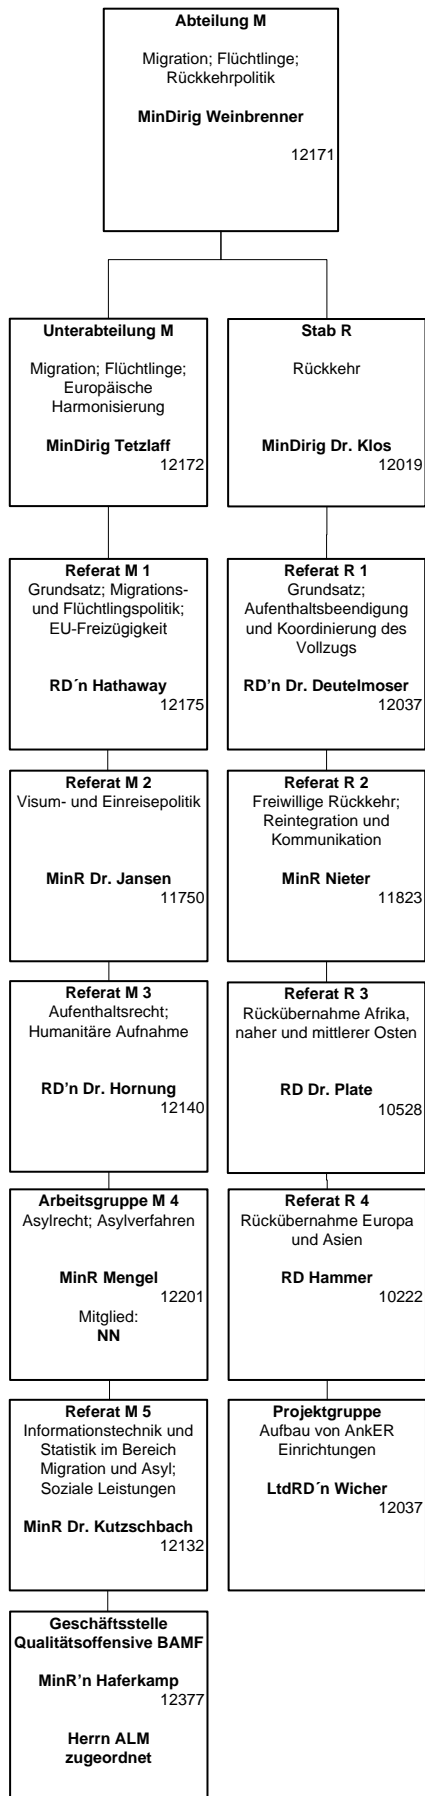 Abteilung M
Migration; Flüchtlinge;
Rückkehrpolitik
MinDirig Weinbrenner
12171
Unterabteilung M
Migration; Flüchtlinge;
Europäische
Harmonisierung
MinDirig Tetzlaff
12172
Stab R
Rückkehr
MinDirig Dr. Klos
12019
Referat M 1
Grundsatz; Migrations-
und Flüchtlingspolitik;
EU-Freizügigkeit
RD´n Hathaway
12175
Referat R 1
Grundsatz;
Aufenthaltsbeendigung
und Koordinierung des
Vollzugs
RD’n Dr. Deutelmoser
12037
Referat M 2
Visum- und Einreisepolitik
MinR Dr. Jansen
11750
Referat R 2
Freiwillige Rückkehr;
Reintegration und
Kommunikation
MinR Nieter
11823
Referat M 3
Aufenthaltsrecht;
Humanitäre Aufnahme
RD’n Dr. Hornung
12140
Referat R 3
Rückübernahme Afrika,
naher und mittlerer Osten
RD Dr. Plate
10528
Arbeitsgruppe M 4
Asylrecht; Asylverfahren
MinR Mengel
12201
Mitglied:
NN
Referat R 4
Rückübernahme Europa
und Asien
RD Hammer
10222
Referat M 5
Informationstechnik und
Statistik im Bereich
Migration und Asyl;
Soziale Leistungen
MinR Dr. Kutzschbach
12132
Projektgruppe
Aufbau von AnkER
Einrichtungen
LtdRD´n Wicher
12037
Geschäftsstelle
Qualitätsoffensive BAMF
MinR’n Haferkamp
12377
Herrn ALM
zugeordnet